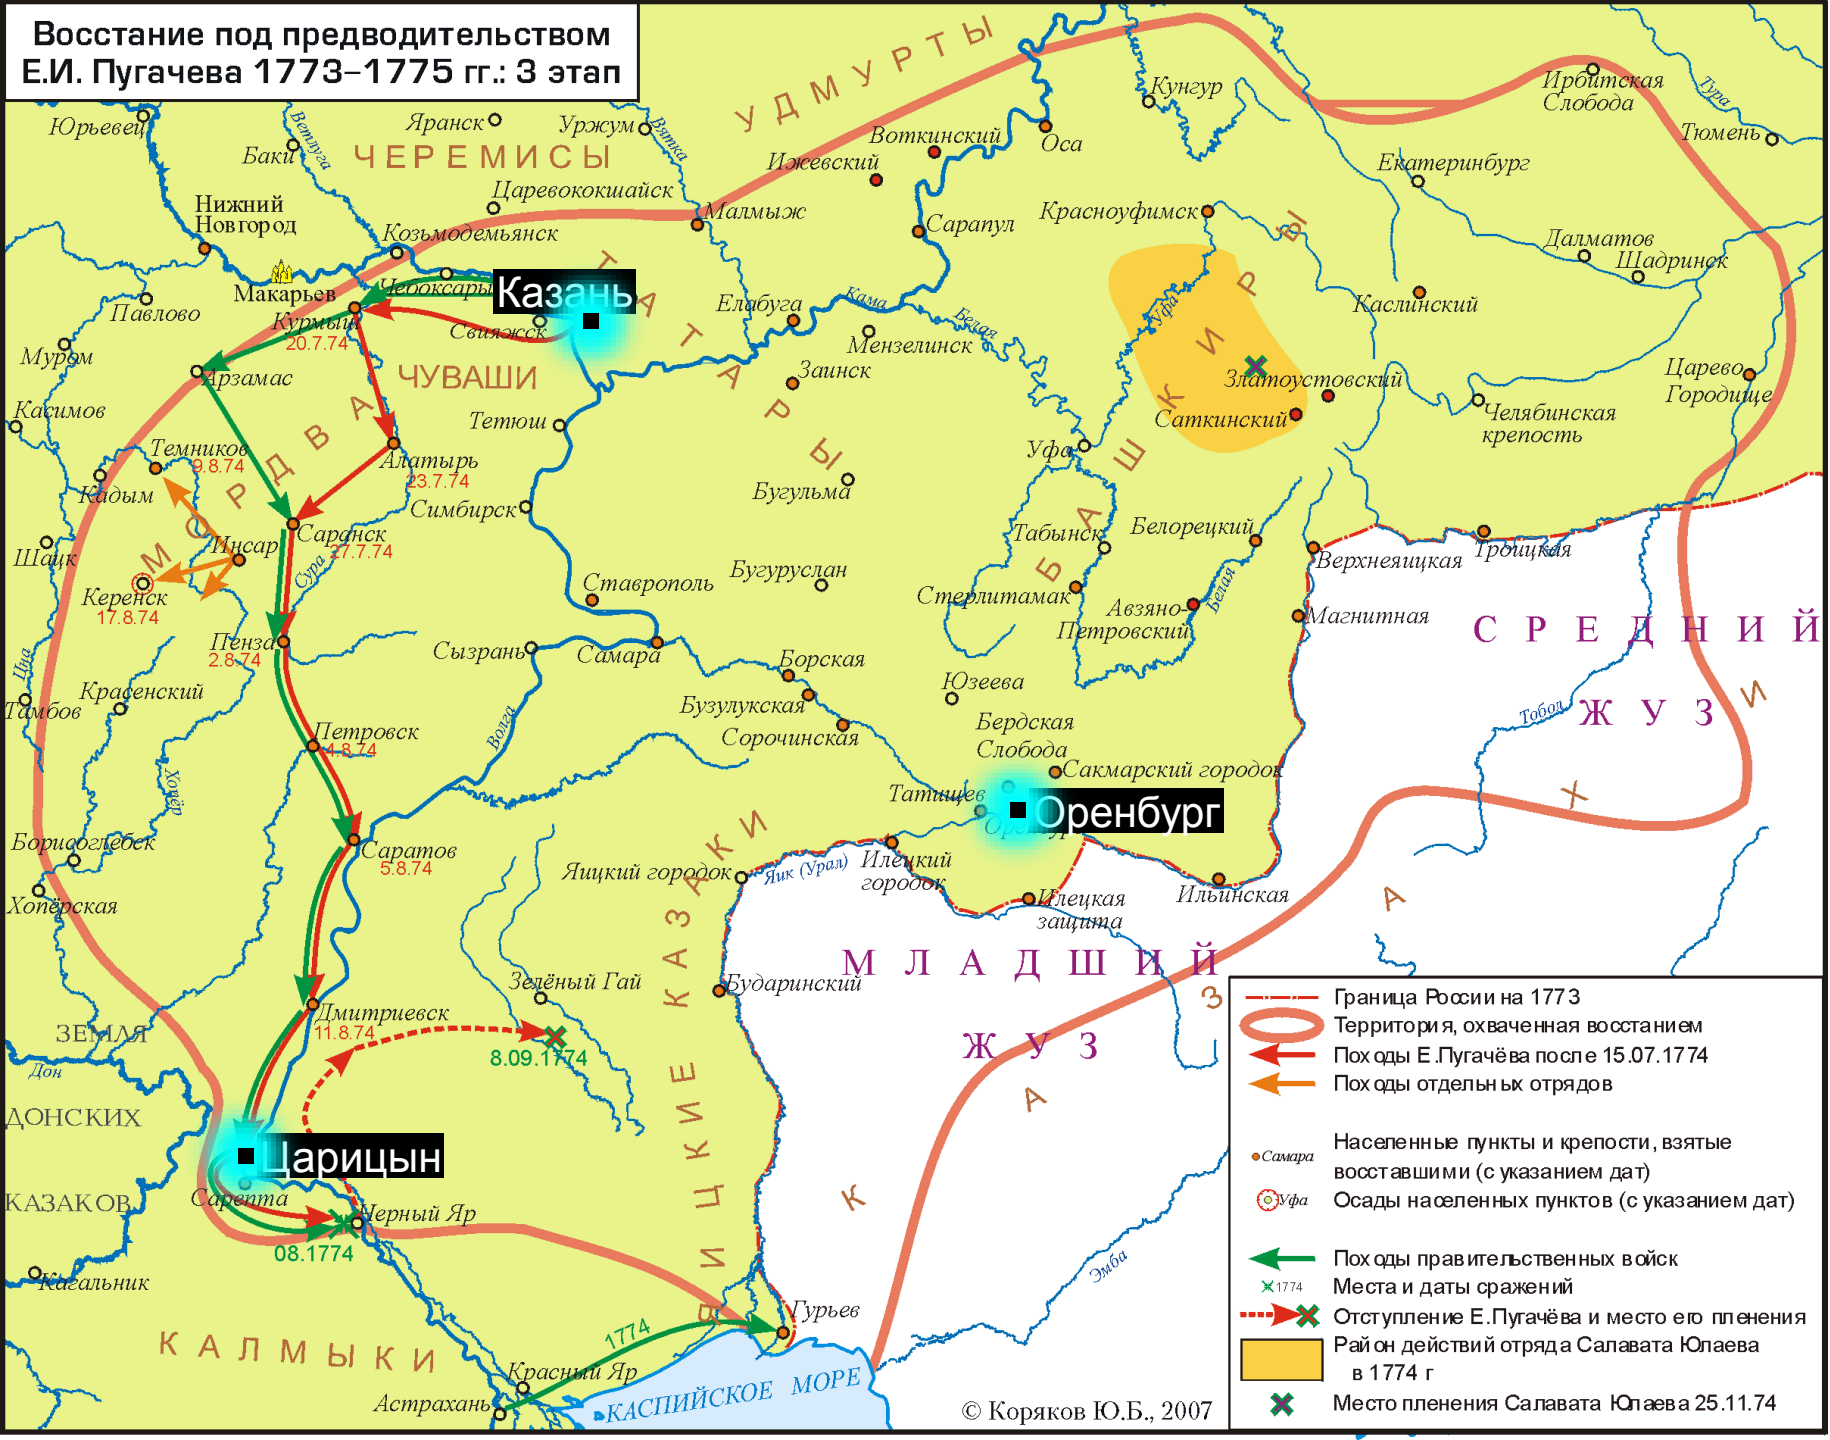 Восстание под предводительством
Е.И. Пугачева 1773–1775 гг.: 3 этап
УДМУРТЫ
Кунгур
Ирбитская
Слобода
Тура
Тюмень
Юрьевец
Ветлуга
Баки
Яранск
Уржум
Вятка
ЧЕРЕМИСЫ
Воткинский
Оса
Ижевский
Екатеринбург
Царевококшайск
Малмыж
Сарапул
Красноуфимск
Нижний
Новгород
Козьмодемьянск
Далматов
Шадринск
Макарьев
Чебоксары
Казань
ТАТАРЫ
Павлово
Курмыш
20.7.74
Свияжск
Елабуга
Кама
Белая
Уфа
Каслинский
Мензелинск
БАШКИРЫ
Муром
Арзамас
ЧУВАШИ
Заинск
Златоустовский
Царево
Городище
Касимов
Тетюш
Саткинский
Челябинская
крепость
Темников
9.8.74
МОРДВА
Алатырь
23.7.74
Уфа
Кадым
Симбирск
Бугульма
Шацк
Инсар
Саранск
27.7.74
Сура
Табынск
Белорецкий
Верхнеяицкая
Троицкая
Керенск
17.8.74
Ставрополь
Бугуруслан
Стерлитамак
Авзяно-
Петровский
Белая
Магнитная
СРЕДНИЙ
ЖУЗ
Пенза
2.8.74
Сызрань
Самара
Борская
Цна
Тамбов
Красенский
Юзеева
Бузулукская
Волга
Тобол
Петровск
4.8.74
Сорочинская
Бердская
Слобода
Сакмарский городок
Хопёр
Татищев
Оренбург
Борисоглебск
Саратов
5.8.74
Яицкий городок
Яик (Урал)
Илецкий
городок
Илецкая
защита
Ильинская
Хопёрская
ЯИЦКИЕ КАЗАКИ
МЛАДШИЙ
ЖУЗ
КАЗАХИ
Зелёный Гай
Бударинский
Дмитриевск
11.8.74
8.09.1774
ЗЕМЛЯ
Дон
ДОНСКИХ
КАЗАКОВ
Царицын
Сарепта
Черный Яр
08.1774
Кагальник
Эмба
Гурьев
КАЛМЫКИ
1774
Красный Яр
Астрахань
КАСПИЙСКОЕ МОРЕ
© Коряков Ю.Б., 2007
Граница России на 1773
Территория, охваченная восстанием
Походы Е.Пугачёва после 15.07.1774
Походы отдельных отрядов
Самара
Населенные пункты и крепости, взятые
восставшими (с указанием дат)
Уфа
Осады населенных пунктов (с указанием дат)
Походы правительственных войск
1774
Места и даты сражений
Отступление Е.Пугачёва и место его пленения
Район действий отряда Салавата Юлаева
в 1774 г
Место пленения Салавата Юлаева 25.11.74